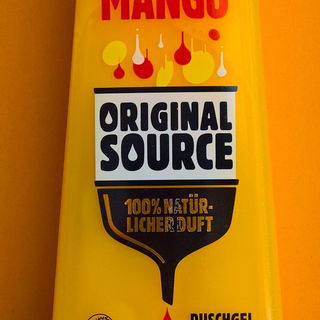 MANGO
ORIGINAL
SOURCE
100% NATÜR-
LICHER DUFT
DUSCHGEL